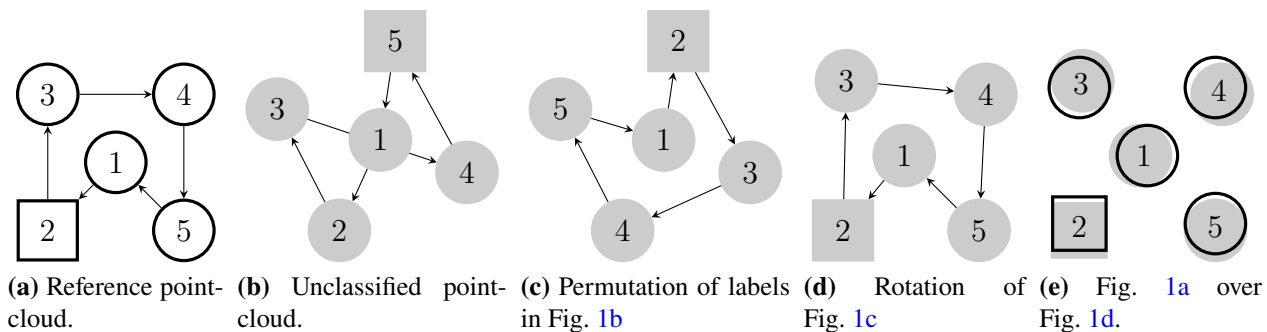 3 4 1 2 5
5 3 1 4 2
2 5 1 3 4
3 4 1 2 5
3 4 1 2 5
(a) Reference point-
cloud.
(b) Unclassified point-
cloud.
(c) Permutation of labels
in Fig. 1b
(d) Rotation of
Fig. 1c
(e) Fig. 1a over
Fig. 1d.